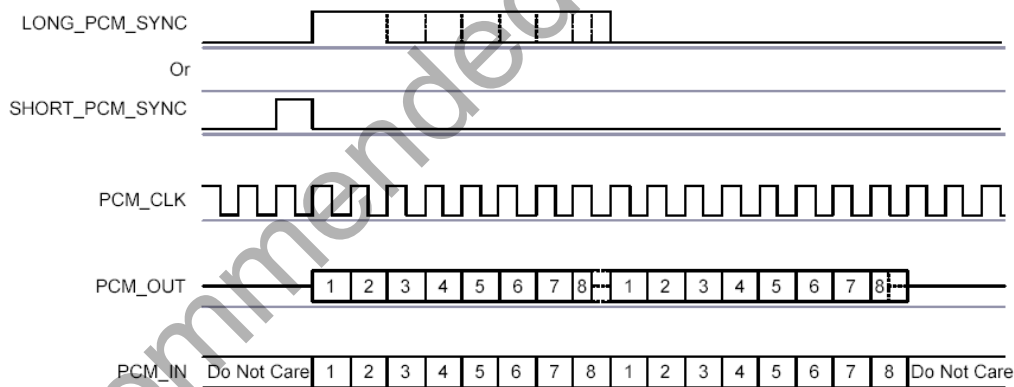 LONG_PCM_SYNC
Or
SHORT_PCM_SYNC
PCM_CLK
PCM_OUT 1 2 3 4 5 6 7 8 1 2 3 4 5 6 7 8
PCM_IN Do Not Care 1 2 3 4 5 6 7 8 1 2 3 4 5 6 7 8 Do Not Care
ommended